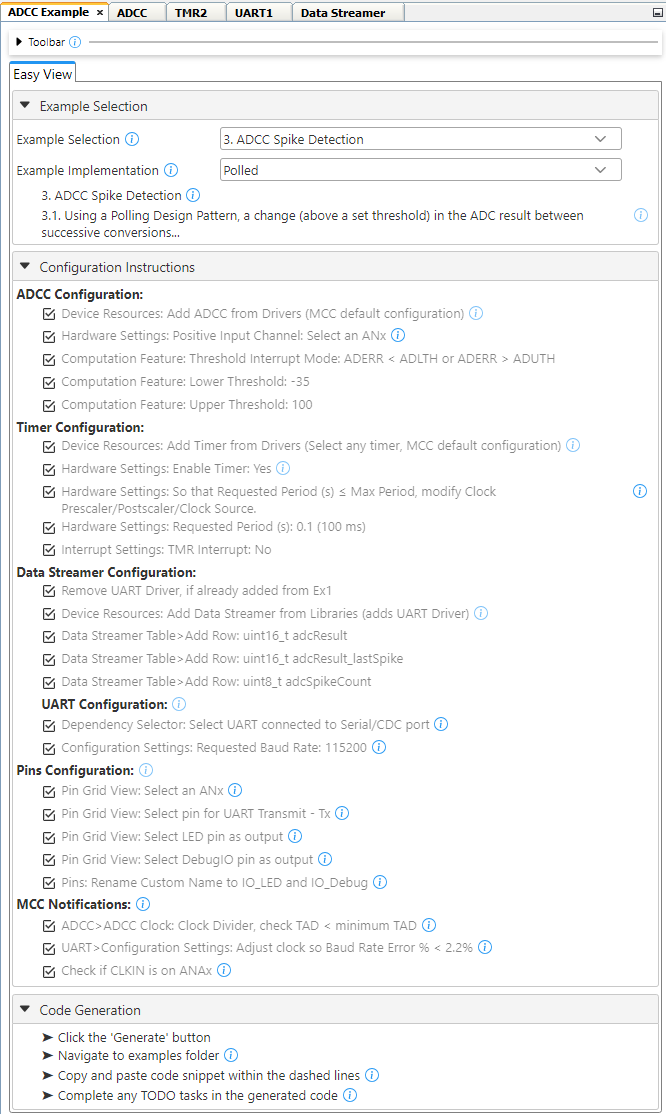 ADCC Example × ADCC TMR2 UART1 Data Streamer
Toolbar
Easy View
Example Selection
Example Selection 3. ADCC Spike Detection
Example Implementation Polled
3. ADCC Spike Detection
3.1. Using a Polling Design Pattern, a change (above a set threshold) in the ADC result between
successive conversions...
Configuration Instructions
ADCC Configuration:
Device Resources: Add ADCC from Drivers (MCC default configuration)
Hardware Settings: Positive Input Channel: Select an ANx
Computation Feature: Threshold Interrupt Mode: ADERR < ADLTH or ADERR > ADUTH
Computation Feature: Lower Threshold: -35
Computation Feature: Upper Threshold: 100
Timer Configuration:
Device Resources: Add Timer from Drivers (Select any timer, MCC default configuration)
Hardware Settings: Enable Timer: Yes
Hardware Settings: So that Requested Period (s) ≤ Max Period, modify Clock
Prescaler/Postscaler/Clock Source.
Hardware Settings: Requested Period (s): 0.1 (100 ms)
Interrupt Settings: TMR Interrupt: No
Data Streamer Configuration:
Remove UART Driver, if already added from Ex1
Device Resources: Add Data Streamer from Libraries (adds UART Driver)
Data Streamer Table>Add Row: uint16_t adcResult
Data Streamer Table>Add Row: uint16_t adcResult_lastSpike
Data Streamer Table>Add Row: uint8_t adcSpikeCount
UART Configuration:
Dependency Selector: Select UART connected to Serial/CDC port
Configuration Settings: Requested Baud Rate: 115200
Pins Configuration:
Pin Grid View: Select an ANx
Pin Grid View: Select pin for UART Transmit - Tx
Pin Grid View: Select LED pin as output
Pin Grid View: Select DebugIO pin as output
Pins: Rename Custom Name to IO_LED and IO_Debug
MCC Notifications:
ADCC>ADCC Clock: Clock Divider, check TAD < minimum TAD
UART>Configuration Settings: Adjust clock so Baud Rate Error % < 2.2%
Check if CLKIN is on ANAx
Code Generation
Click the 'Generate' button
Navigate to examples folder
Copy and paste code snippet within the dashed lines
Complete any TODO tasks in the generated code